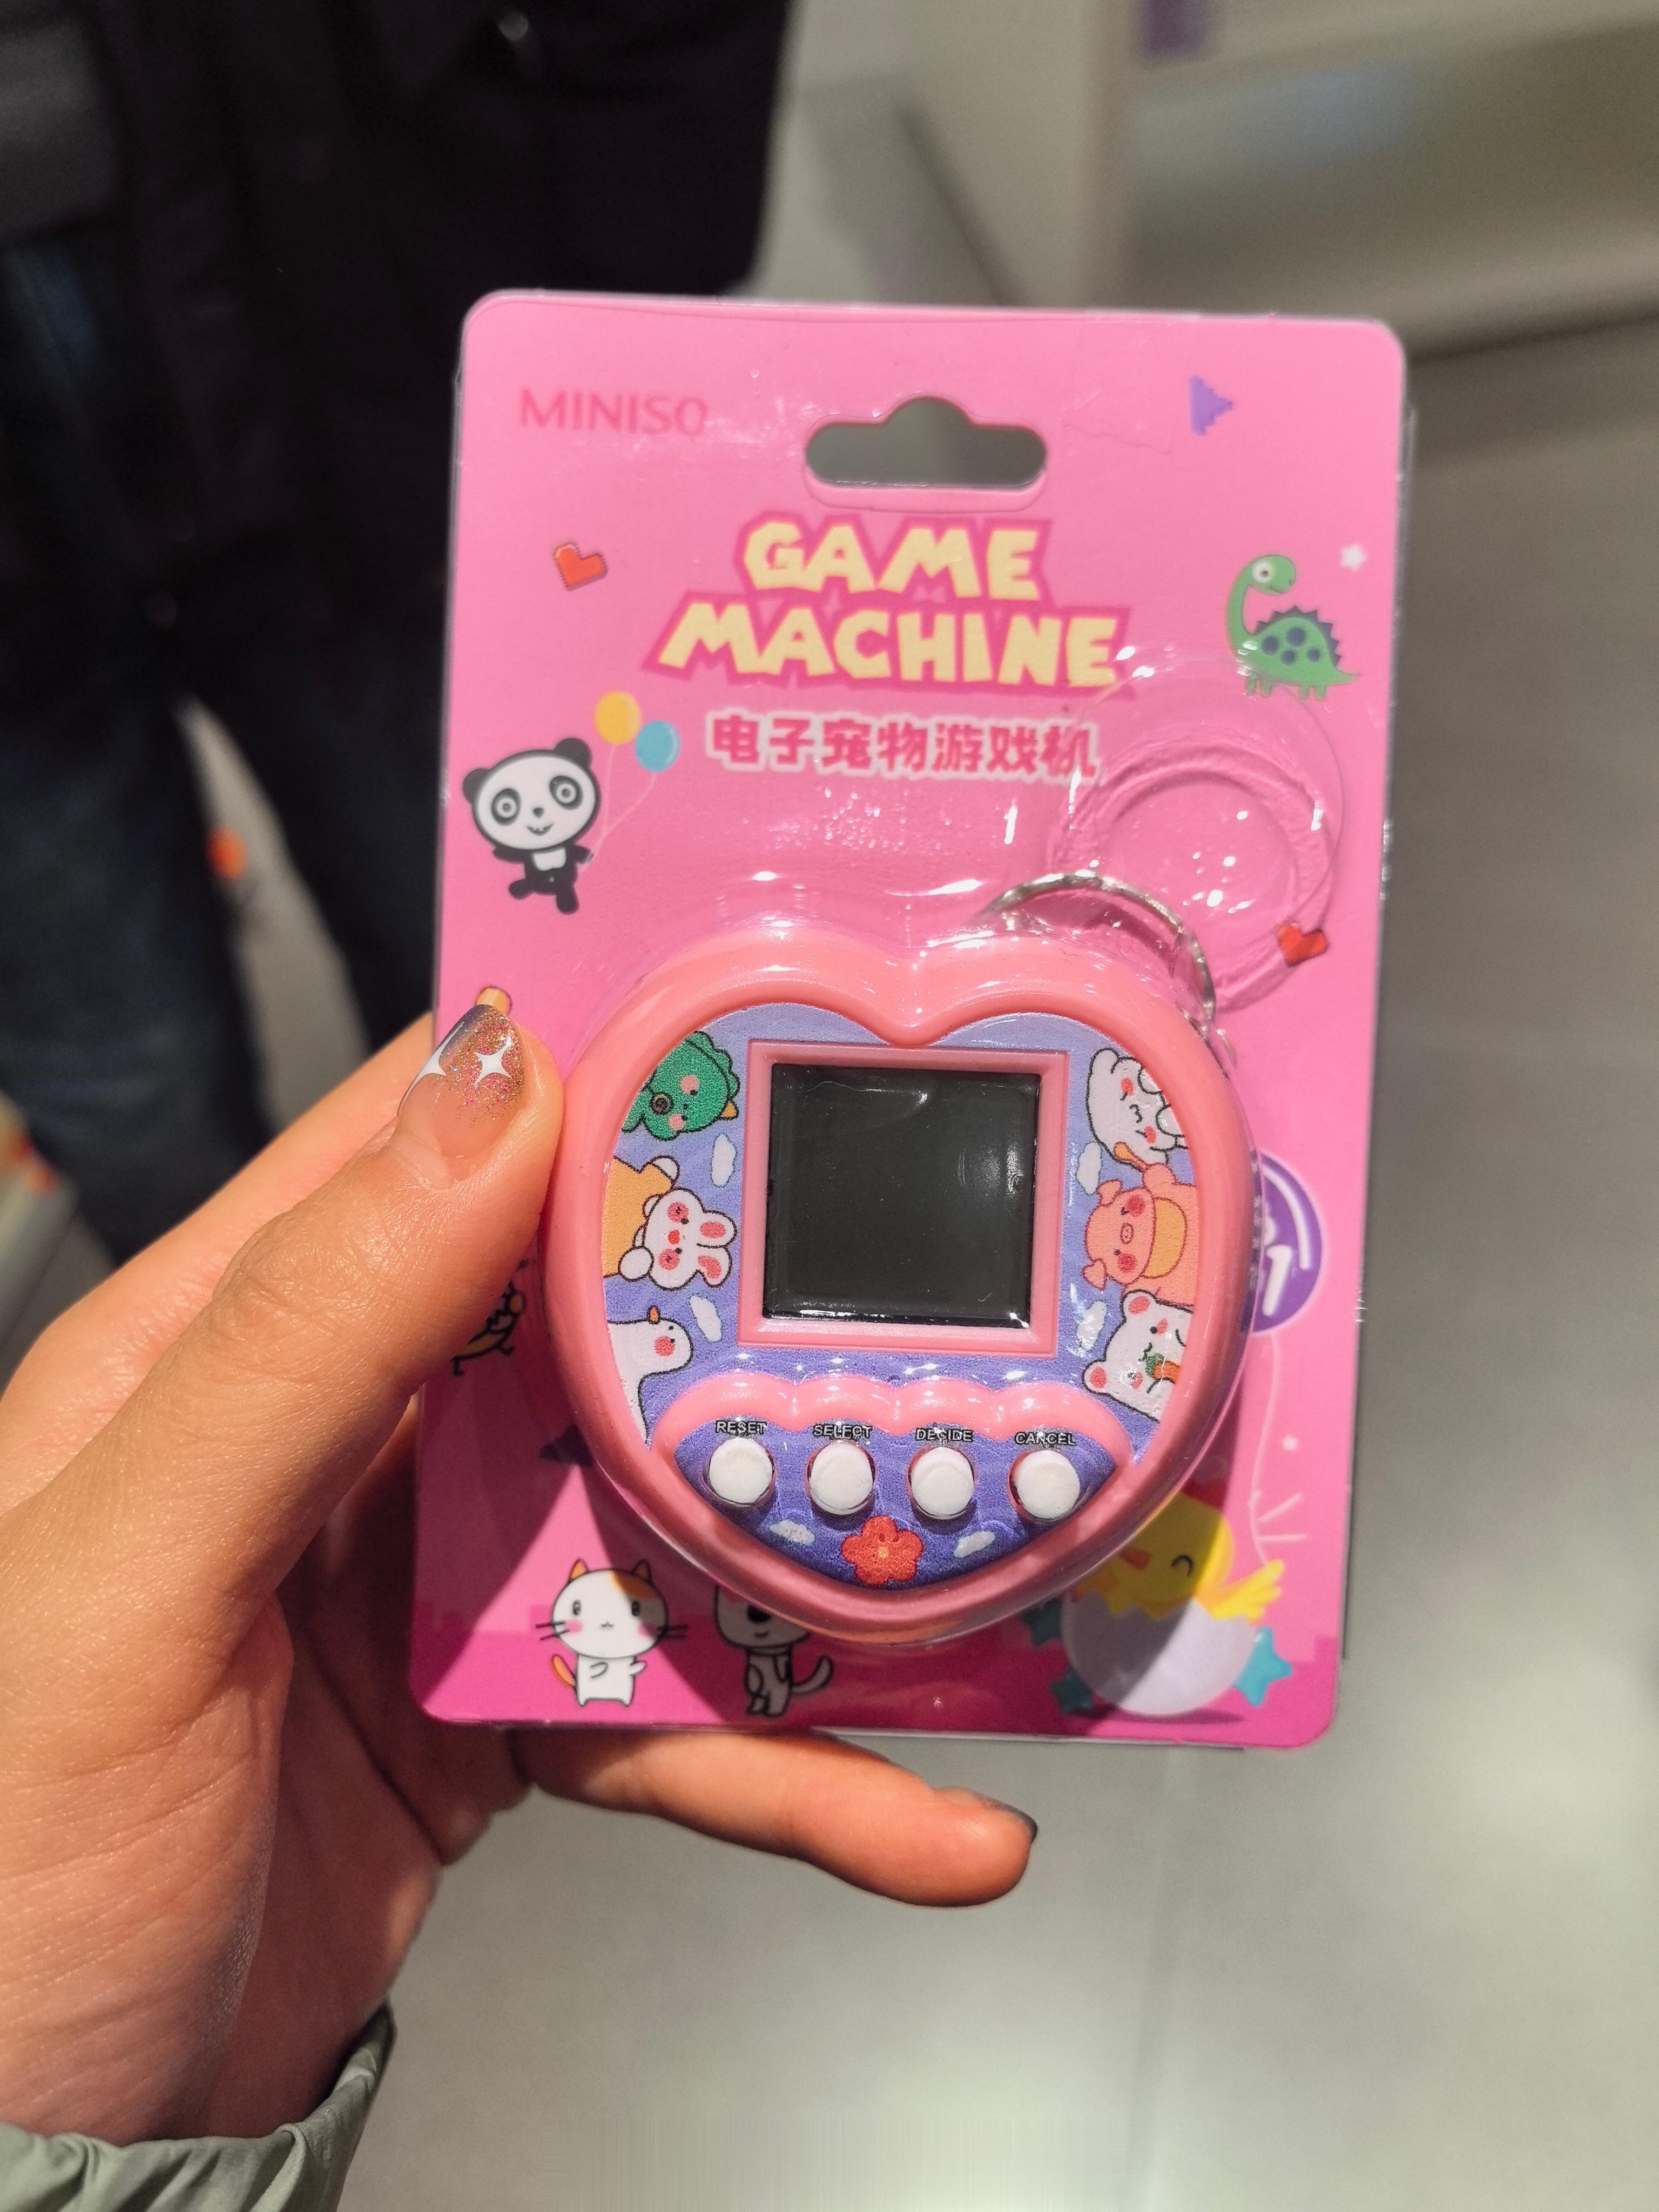 MINISO
GAME
MACHINE
电子宠物游戏机
RESET SELECT DECIDE CANCEL